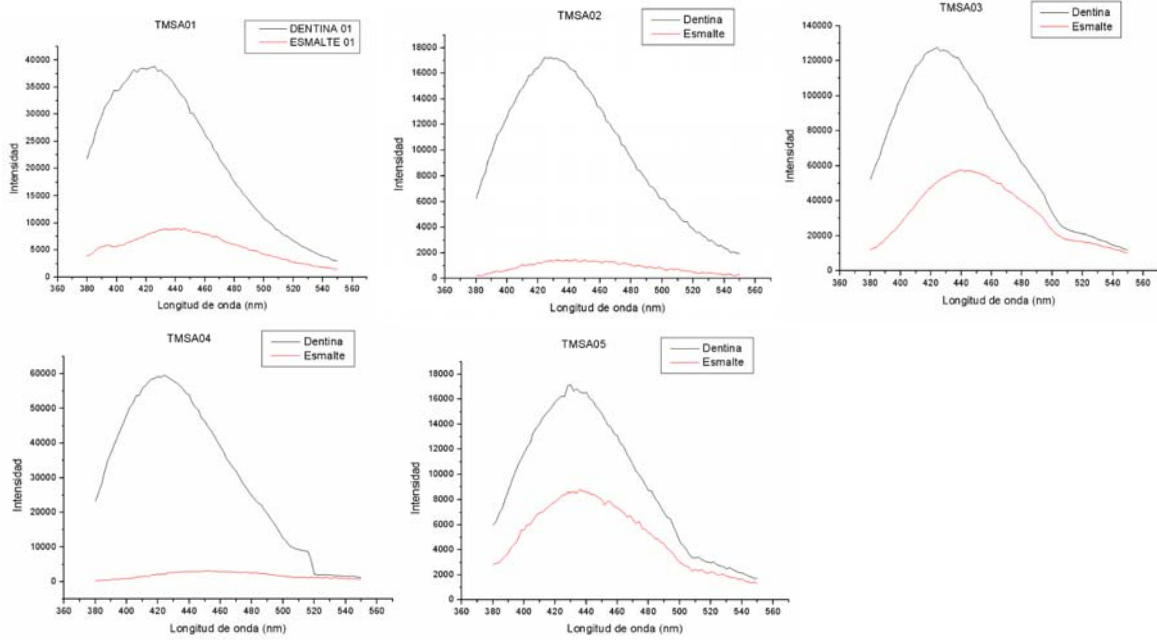 TMSA01
DENTINA 01
ESMALTE 01
40000
35000
30000
25000
20000
15000
10000
5000
0
Intensidad
360 380 400 420 440 460 480 500 520 540 560
Longitud de onda (nm)
TMSA02
Dentina
Esmalte
18000
16000
14000
12000
10000
8000
6000
4000
2000
0
Intensidad
360 380 400 420 440 460 480 500 520 540 560
Longitud de onda (nm)
TMSA03
Dentina
Esmalte
140000
120000
100000
80000
60000
40000
20000
0
Intensidad
360 380 400 420 440 460 480 500 520 540 560
Longitud de onda (nm)
TMSA04
Dentina
Esmalte
60000
50000
40000
30000
20000
10000
0
Intensidad
360 380 400 420 440 460 480 500 520 540 560
Longitud de onda (nm)
TMSA05
Dentina
Esmalte
18000
16000
14000
12000
10000
8000
6000
4000
2000
0
Intensidad
360 380 400 420 440 460 480 500 520 540 560
Longitud de onda (nm)